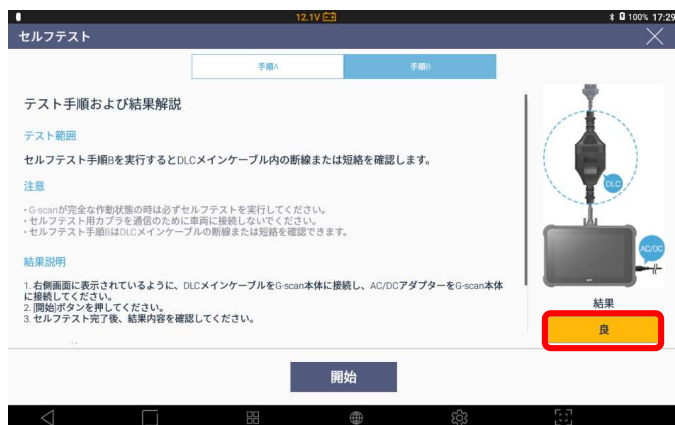 12.1V
100% 17:29
セルフテスト
手順A
手順B
テスト手順および結果解説
テスト範囲
セルフテスト手順Bを実行するとDLCメインケーブル内の断線または短絡を確認します。
注意
・G-scanが完全な作動状態の時は必ずセルフテストを実行してください。
・セルフテスト用カプラを通信のために車両に接続しないでください。
・セルフテスト手順BはDLCメインケーブルの断線または短絡を確認できます。
結果説明
1. 右側画面に表示されているように、DLCメインケーブルをG-scan本体に接続し、AC/DCアダプターをG-scan本体
に接続してください。
2. [開始]ボタンを押してください。
3. セルフテスト完了後、結果内容を確認してください。
DLC
AC/DC
結果
良
開始